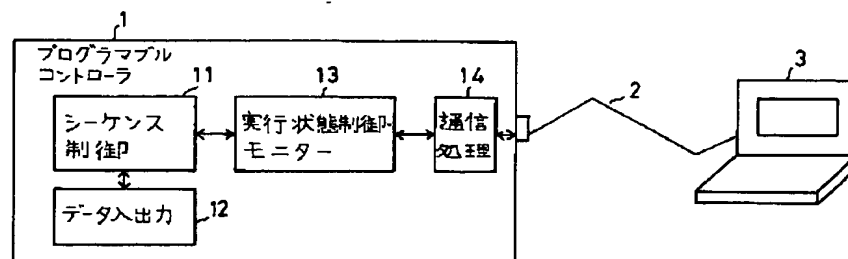 1
プログラマブル
コントローラ
11
シーケンス
制御
13
実行状態制御・
モニター
14
通信
処理
2
3
データ入出力
12